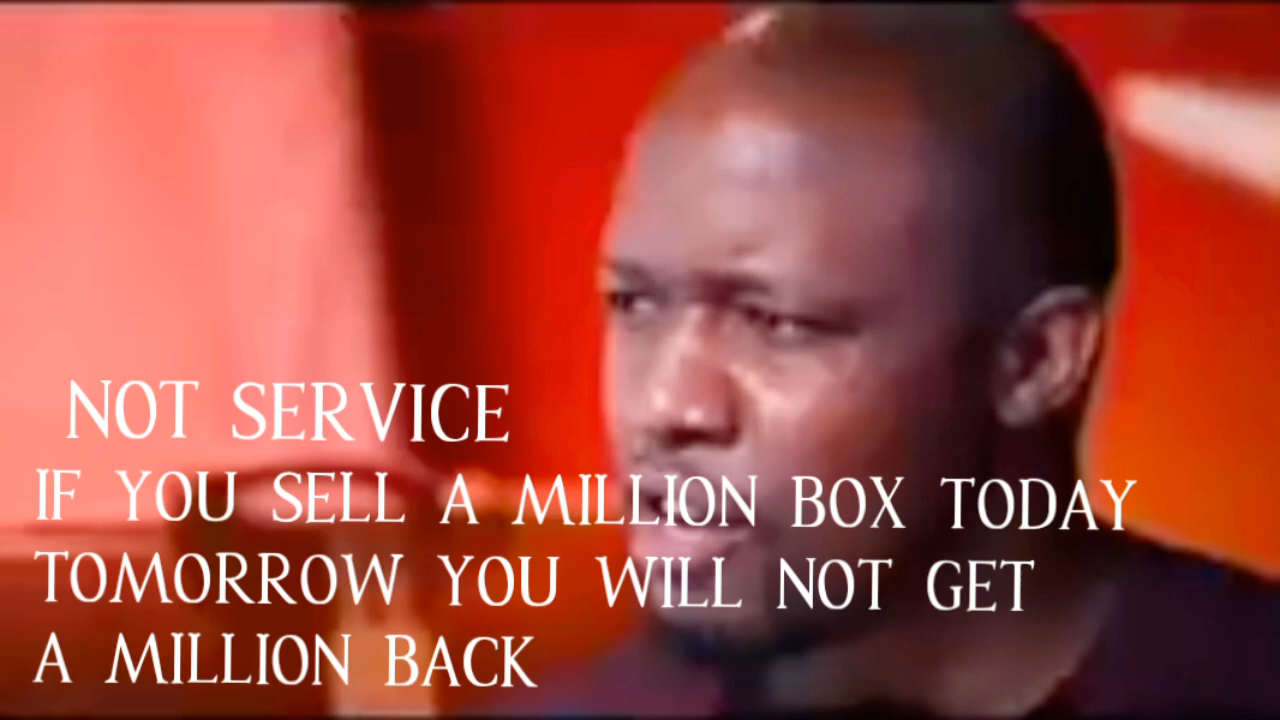 NOT SERVICE
IF YOU SELL A MILLION BOX TODAY
TOMORROW YOU WILL NOT GET
A MILLION BACK